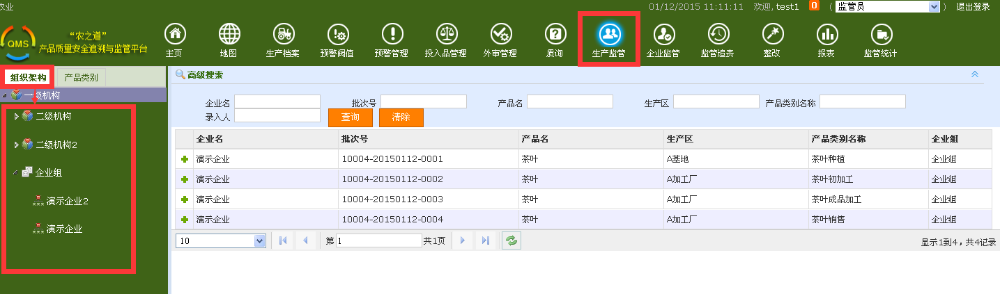 农业
01/12/2015 11:11:11 欢迎, test1 0 ( 监管员 ) 退出登录
QMS
“农之道”
产品质量安全追溯与监管平台
主页 地图 生产档案 预警阀值 预警管理 投入品管理 外审管理 质询 生产监管 企业监管 监管追责 整改 报表 监管统计
组织架构 产品类别
一级机构
二级机构
二级机构2
企业组
演示企业2
演示企业
高级搜索
企业名 批次号 产品名 生产区 产品类别名称
录入人 查询 清除
企业名 批次号 产品名 生产区 产品类别名称 企业组
演示企业 10004-20150112-0001 茶叶 A基地 茶叶种植 企业组
演示企业 10004-20150112-0002 茶叶 A加工厂 茶叶初加工 企业组
演示企业 10004-20150112-0003 茶叶 A加工厂 茶叶成品加工 企业组
演示企业 10004-20150112-0004 茶叶 A加工厂 茶叶销售 企业组
10 第 1 共1页 显示1到4，共4记录